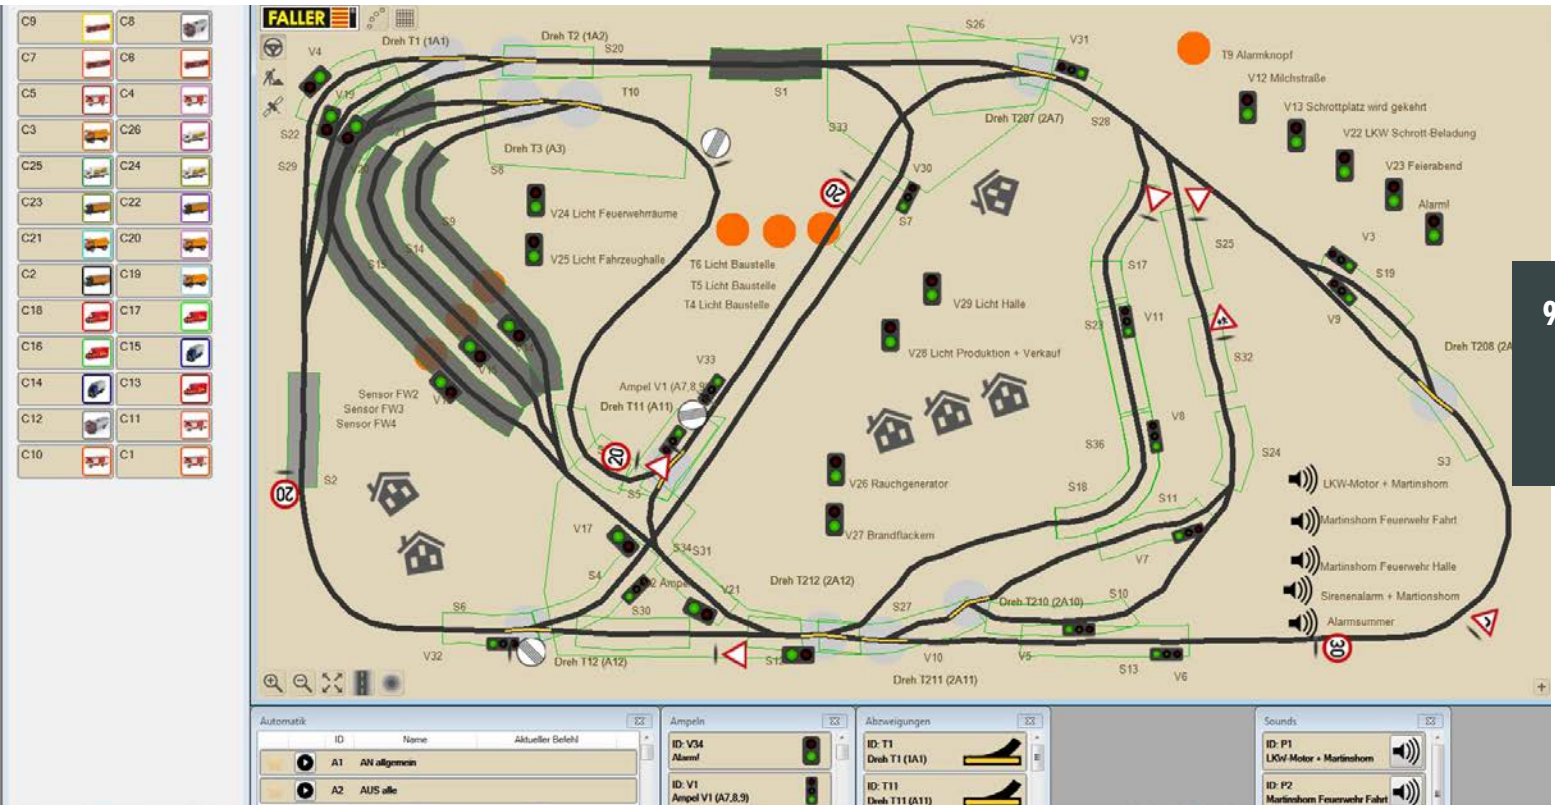 C9
C8
C7
C6
C5
C4
C3
C26
C25
C24
C23
C22
C21
C20
C2
C19
C18
C17
C16
C15
C14
C13
C12
C11
C10
C1
FALLER
V4
Dreh T1 (1A1)
Dreh T2 (1A2)
S20
S26
V31
T9 Alarmknopf
V12 Milchstraße
V13 Schrottplatz wird gekehrt
V22 LKW Schrott-Beladung
V23 Feierabend
Alarm!
V19
S22
S21
S29
V20
T10
S1
S33
Dreh T207 (2A7)
S28
Dreh T3 (A3)
S8
V24 Licht Feuerwehrräume
V25 Licht Fahrzeughalle
S9
S14
S15
20
V30
S7
T6 Licht Baustelle
T5 Licht Baustelle
T4 Licht Baustelle
V29 Licht Halle
V28 Licht Produktion + Verkauf
S17
S25
V3
S19
V9
S23
V11
S32
Dreh T208 (2A
9
V33
Ampel V1 (A7,8,9)
Dreh T11 (A11)
Sensor FW2
Sensor FW3
Sensor FW4
20
S5
S2
20
V26 Rauchgenerator
V27 Brandflackern
V8
S36
S24
S3
S18
S11
V7
LKW-Motor + Martinshorn
Martinshorn Feuerwehr Fahrt
Martinshorn Feuerwehr Halle
Sirenenalarm + Martionshorn
Alarmsummer
30
V17
S34
S31
S4
V21
S30
S6
V32
Dreh T12 (A12)
Dreh T212 (2A12)
S27
Dreh T210 (2A10)
S10
V10
V5
S13
V6
Dreh T211 (2A11)
Automatik
ID
Name
Aktueller Befehl
A1
AN allgemein
A2
AUS alle
Ampeln
ID: V34
Alarm!
ID: V1
Ampel V1 (A7,8,9)
Abzweigungen
ID: T1
Dreh T1 (1A1)
ID: T11
Dreh T11 (A11)
Sounds
ID: P1
LKW-Motor + Martinshorn
ID: P2
Martinshorn Feuerwehr Fahrt